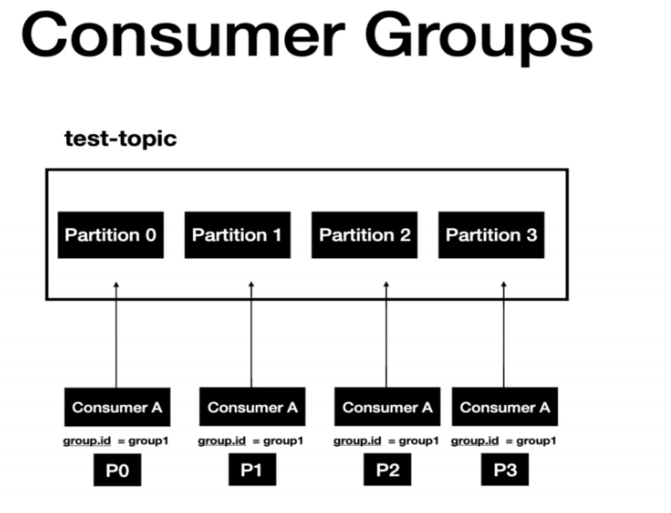 Consumer Groups
test-topic
Partition 0 Partition 1 Partition 2 Partition 3
Consumer A Consumer A Consumer A Consumer A
group.id = group1 group.id = group1 group.id = group1 group.id = group1
P0 P1 P2 P3